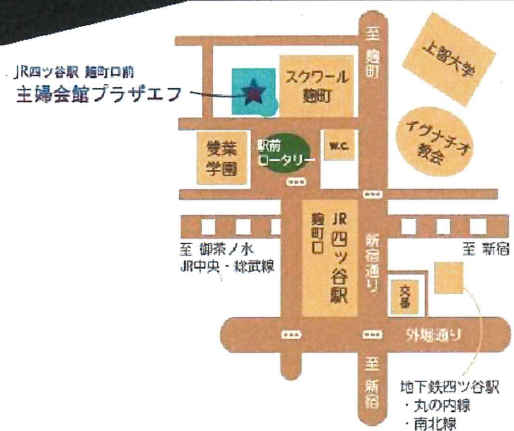 JR四ツ谷駅 麹町口前
主婦会館プラザエフ
スクワール
麹町
至 麹町
上智大学
イグナチオ
教会
雙葉
学園
駅前
ロータリー
W.C.
至 御茶ノ水
JR中央・総武線
JR四ツ谷駅
麹町口
新宿通り
至 新宿
交番
外堀通り
至 新宿
地下鉄四ツ谷駅
・丸の内線
・南北線